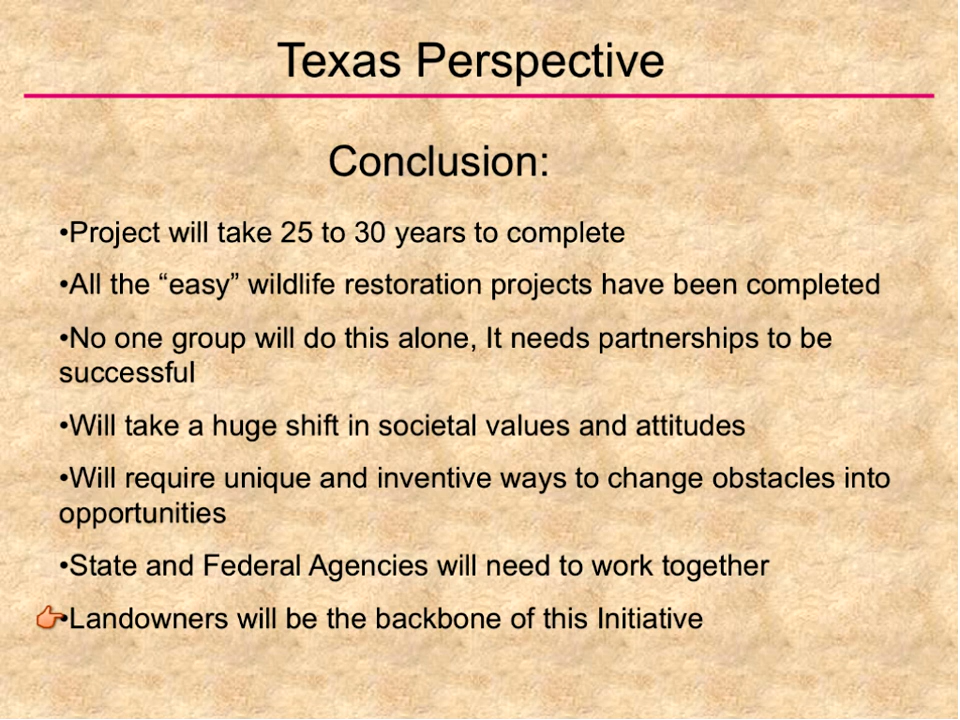 Texas Perspective
Conclusion:
•Project will take 25 to 30 years to complete
•All the “easy” wildlife restoration projects have been completed
•No one group will do this alone, It needs partnerships to be
successful
•Will take a huge shift in societal values and attitudes
•Will require unique and inventive ways to change obstacles into
opportunities
•State and Federal Agencies will need to work together
•Landowners will be the backbone of this Initiative